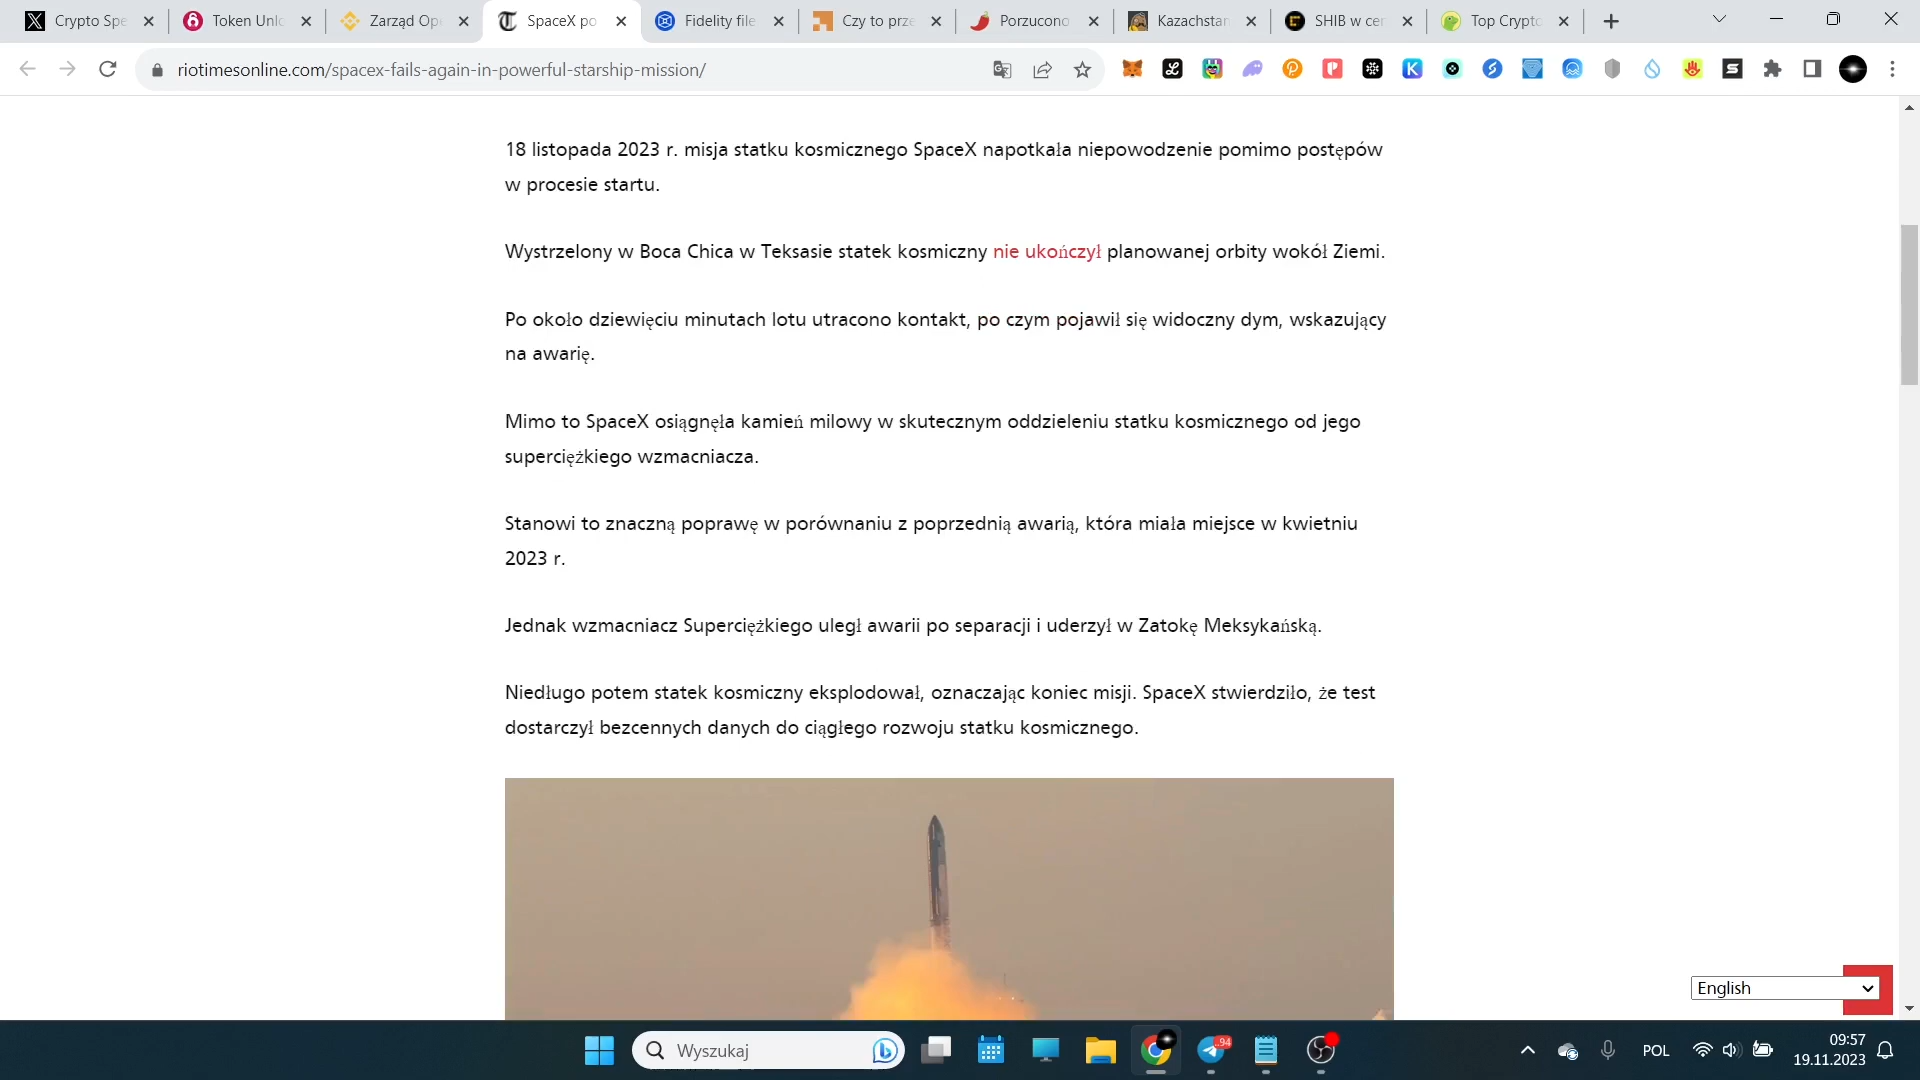 Crypto Spe
Token Unlo
Zarząd Ope
SpaceX po
Fidelity file
Czy to prze
Porzucono
Kazachstan
SHIB w cen
Top Crypto
riotimesonline.com/spacex-fails-again-in-powerful-starship-mission/
18 listopada 2023 r. misja statku kosmicznego SpaceX napotkała niepowodzenie pomimo postępów
w procesie startu.
Wystrzelony w Boca Chica w Teksasie statek kosmiczny nie ukończył planowanej orbity wokół Ziemi.
Po około dziewięciu minutach lotu utracono kontakt, po czym pojawił się widoczny dym, wskazujący
na awarię.
Mimo to SpaceX osiągnęła kamień milowy w skutecznym oddzieleniu statku kosmicznego od jego
superciężkiego wzmacniacza.
Stanowi to znaczną poprawę w porównaniu z poprzednią awarią, która miała miejsce w kwietniu
2023 r.
Jednak wzmacniacz Superciężkiego uległ awarii po separacji i uderzył w Zatokę Meksykańską.
Niedługo potem statek kosmiczny eksplodował, oznaczając koniec misji. SpaceX stwierdziło, że test
dostarczył bezcennych danych do ciągłego rozwoju statku kosmicznego.
English
Wyszukaj
94
POL
09:57
19.11.2023